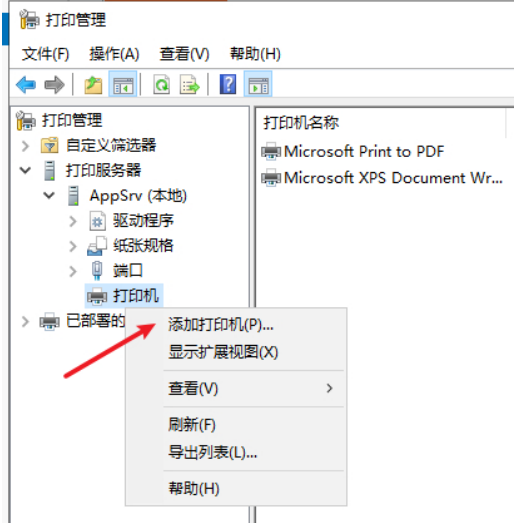 打印管理
文件(F) 操作(A) 查看(V) 帮助(H)
打印管理
自定义筛选器
打印服务器
AppSrv (本地)
驱动程序
纸张规格
端口
打印机
已部署的
打印机名称
Microsoft Print to PDF
Microsoft XPS Document Wr...
添加打印机(P)...
显示扩展视图(X)
查看(V)
刷新(F)
导出列表(L)...
帮助(H)